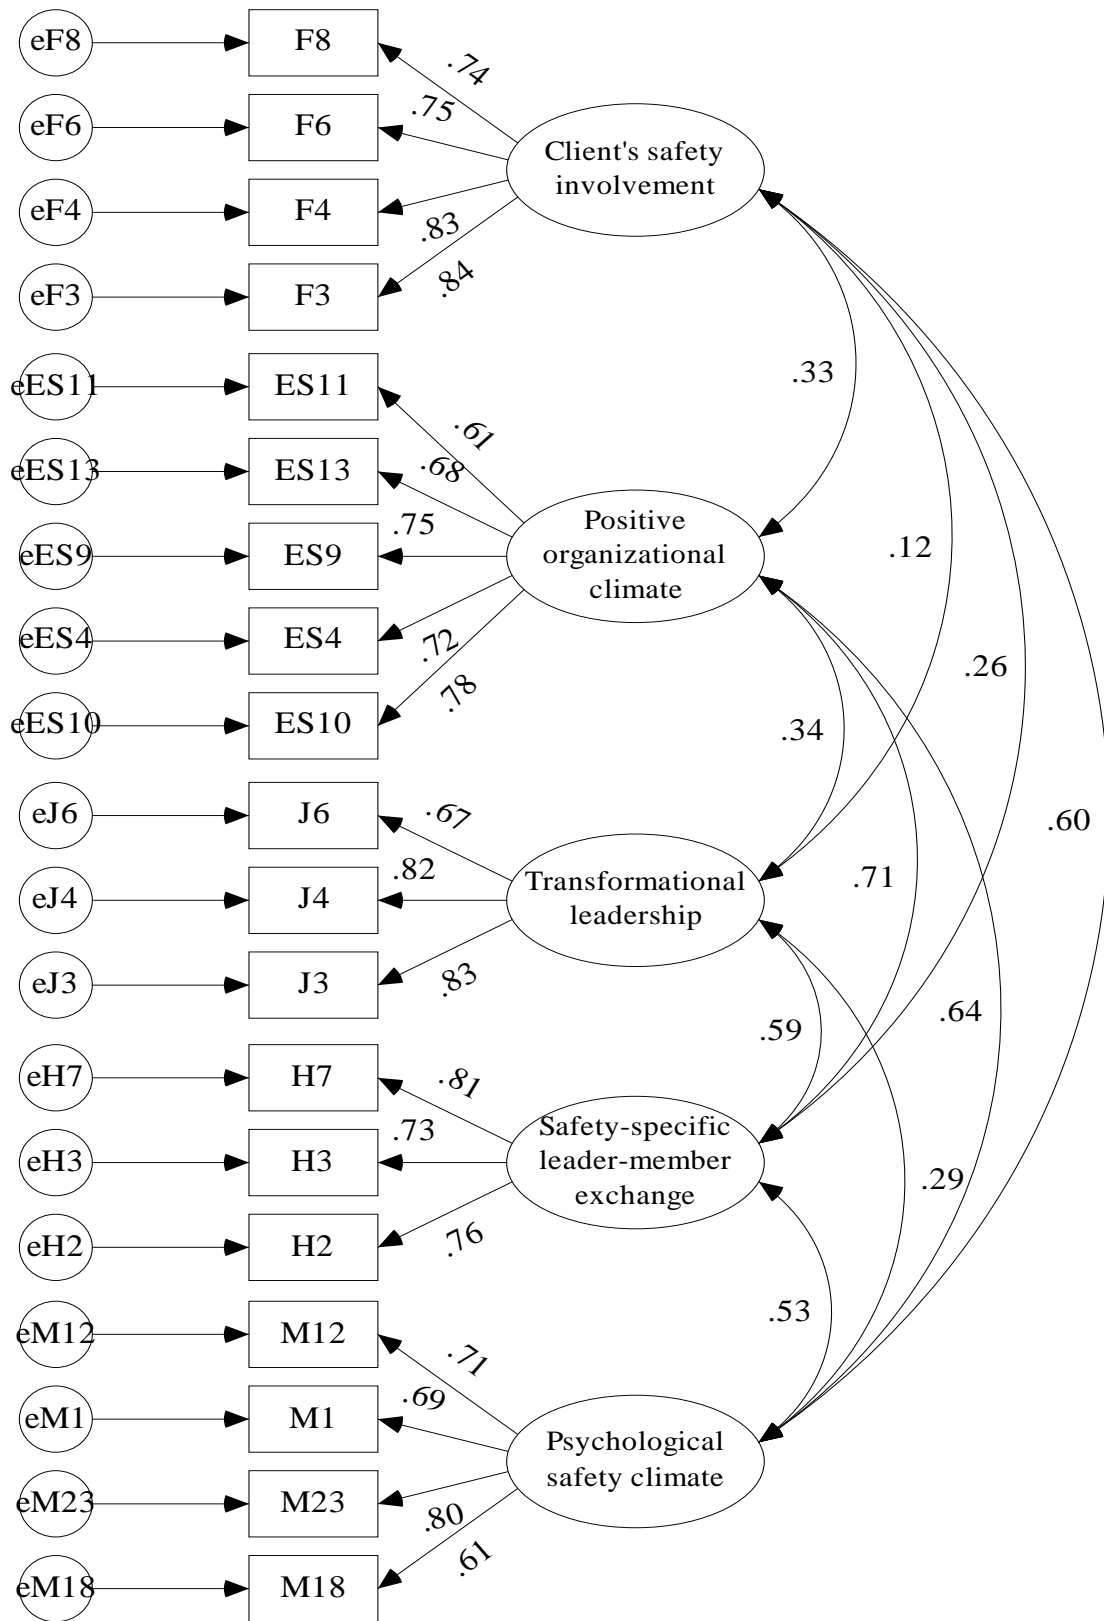 eF8
F8
.74
eF6
F6
.75
Client's safety
involvement
eF4
F4
.83
eF3
F3
.84
.33
eES11
ES11
.61
eES13
ES13
.68
.75
Positive
organizational
climate
eES9
ES9
.12
eES4
ES4
.72
.26
eES10
ES10
.78
.34
eJ6
J6
.67
.60
.82
.71
Transformational
leadership
eJ4
J4
eJ3
J3
.83
.64
.59
eH7
H7
.81
.73
Safety-specific
leader-member
exchange
eH3
H3
.29
eH2
H2
.76
.53
eM12
M12
.71
eM1
M1
.69
Psychological
safety climate
eM23
M23
.80
eM18
M18
.61